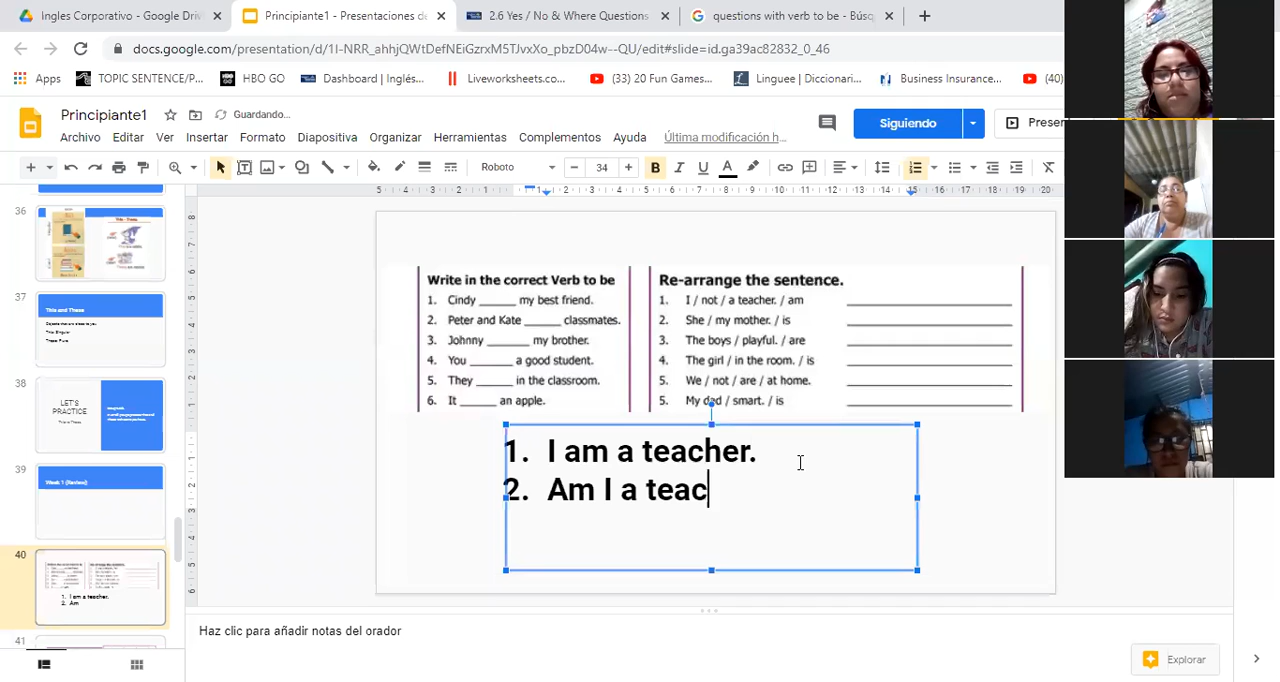 Ingles Corporativo - Google Driv
Principiante1 - Presentaciones de
2.6 Yes / No & Where Questions
questions with verb to be - Búsq
docs.google.com/presentation/d/1I-NRR_ahhjQWtDefNEiGzrxM5TJvxXo_pbzD04w--QU/edit#slide=id.ga39ac82832_0_46
Apps
TOPIC SENTENCE/P...
HBO GO
Dashboard | Inglés...
Liveworksheets.co...
(33) 20 Fun Games...
Linguee | Diccionari...
Business Insurance...
(40)
Principiante1
Guardando...
Archivo Editar Ver Insertar Formato Diapositiva Organizar Herramientas Complementos Ayuda Última modificación h...
Siguiendo
Presen
Roboto
34
36
37
This and These
38
LET'S PRACTICE
39
Week 1 (Review)
40
1. I am a teacher.
2. Am
41
Write in the correct Verb to be
1. Cindy ______ my best friend.
2. Peter and Kate ______ classmates.
3. Johnny ______ my brother.
4. You ______ a good student.
5. They ______ in the classroom.
6. It ______ an apple.
Re-arrange the sentence.
1. I / not / a teacher. / am
2. She / my mother. / is
3. The boys / playful. / are
4. The girl / in the room. / is
5. We / not / are / at home.
5. My dad / smart. / is
1. I am a teacher.
2. Am I a teac
Haz clic para añadir notas del orador
Explorar